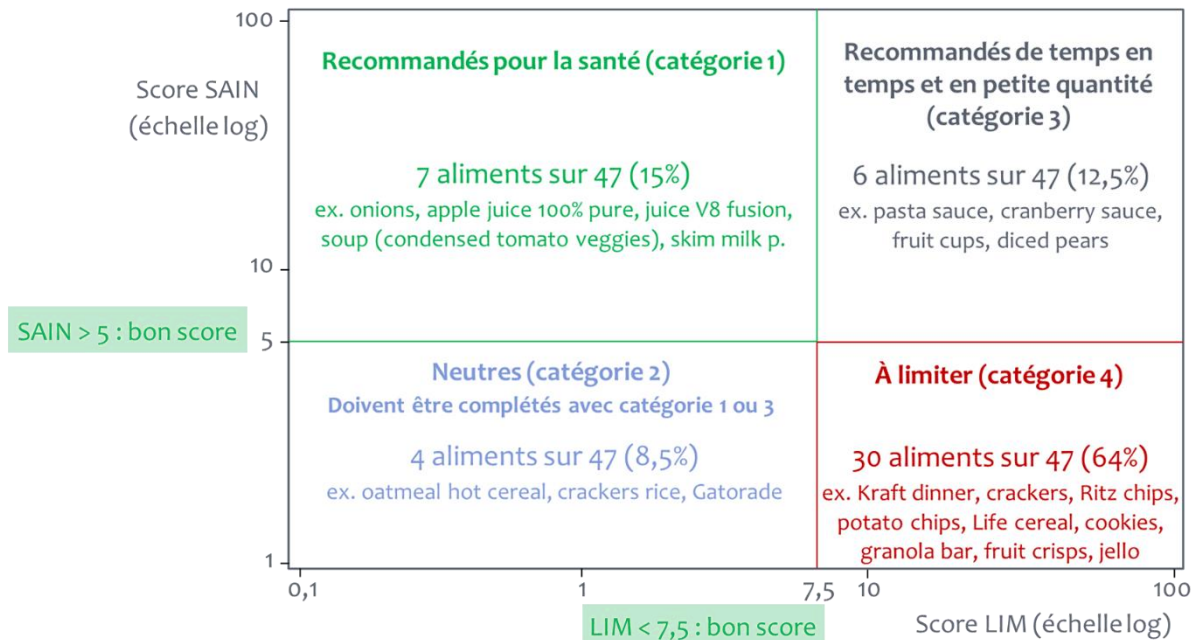 100
Score SAIN
(échelle log)
Recommandés pour la santé (catégorie 1)
7 aliments sur 47 (15%)
ex. onions, apple juice 100% pure, juice V8 fusion,
soup (condensed tomato veggies), skim milk p.
Recommandés de temps en
temps et en petite quantité
(catégorie 3)
6 aliments sur 47 (12,5%)
ex. pasta sauce, cranberry sauce,
fruit cups, diced pears
10
SAIN > 5 : bon score
5
Neutres (catégorie 2)
Doivent être complétés avec catégorie 1 ou 3
4 aliments sur 47 (8,5%)
ex. oatmeal hot cereal, crackers rice, Gatorade
À limiter (catégorie 4)
30 aliments sur 47 (64%)
ex. Kraft dinner, crackers, Ritz chips,
potato chips, Life cereal, cookies,
granola bar, fruit crisps, jello
1
0,1
1
7,5
10
100
LIM < 7,5 : bon score
Score LIM (échelle log)